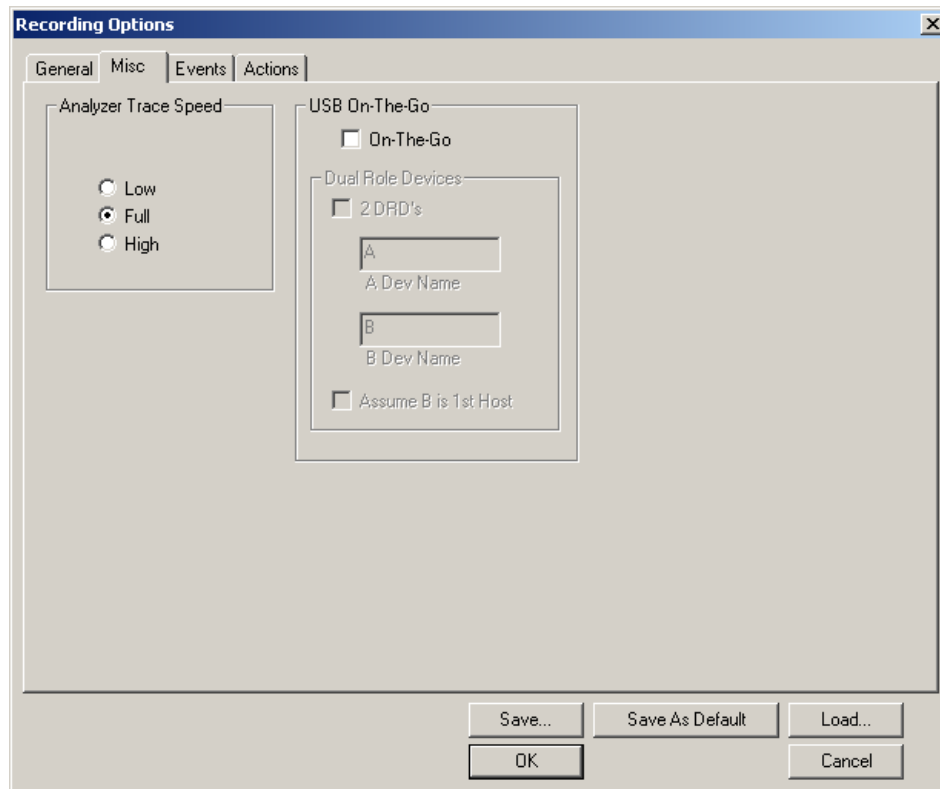 Recording Options
General Misc Events Actions
Analyzer Trace Speed
Low
Full
High
USB On-The-Go
On-The-Go
Dual Role Devices
2 DRD's
A
A Dev Name
B
B Dev Name
Assume B is 1st Host
Save... Save As Default Load...
OK Cancel